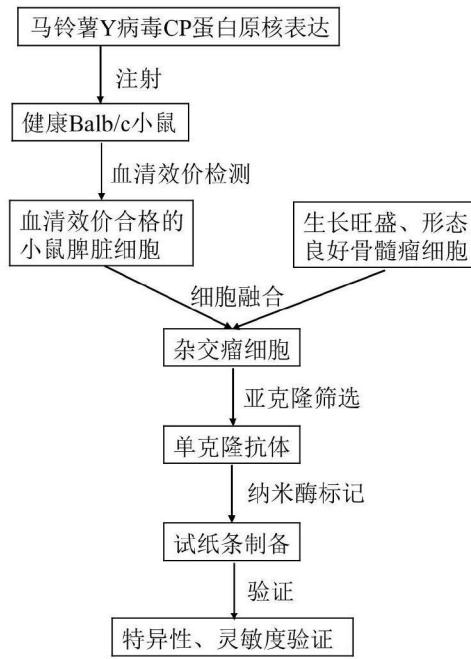 马铃薯Y病毒CP蛋白原核表达
注射
健康Balb/c小鼠
血清效价检测
血清效价合格的
小鼠脾脏细胞
生长旺盛、形态
良好骨髓瘤细胞
细胞融合
杂交瘤细胞
亚克隆筛选
单克隆抗体
纳米酶标记
试纸条制备
验证
特异性、灵敏度验证